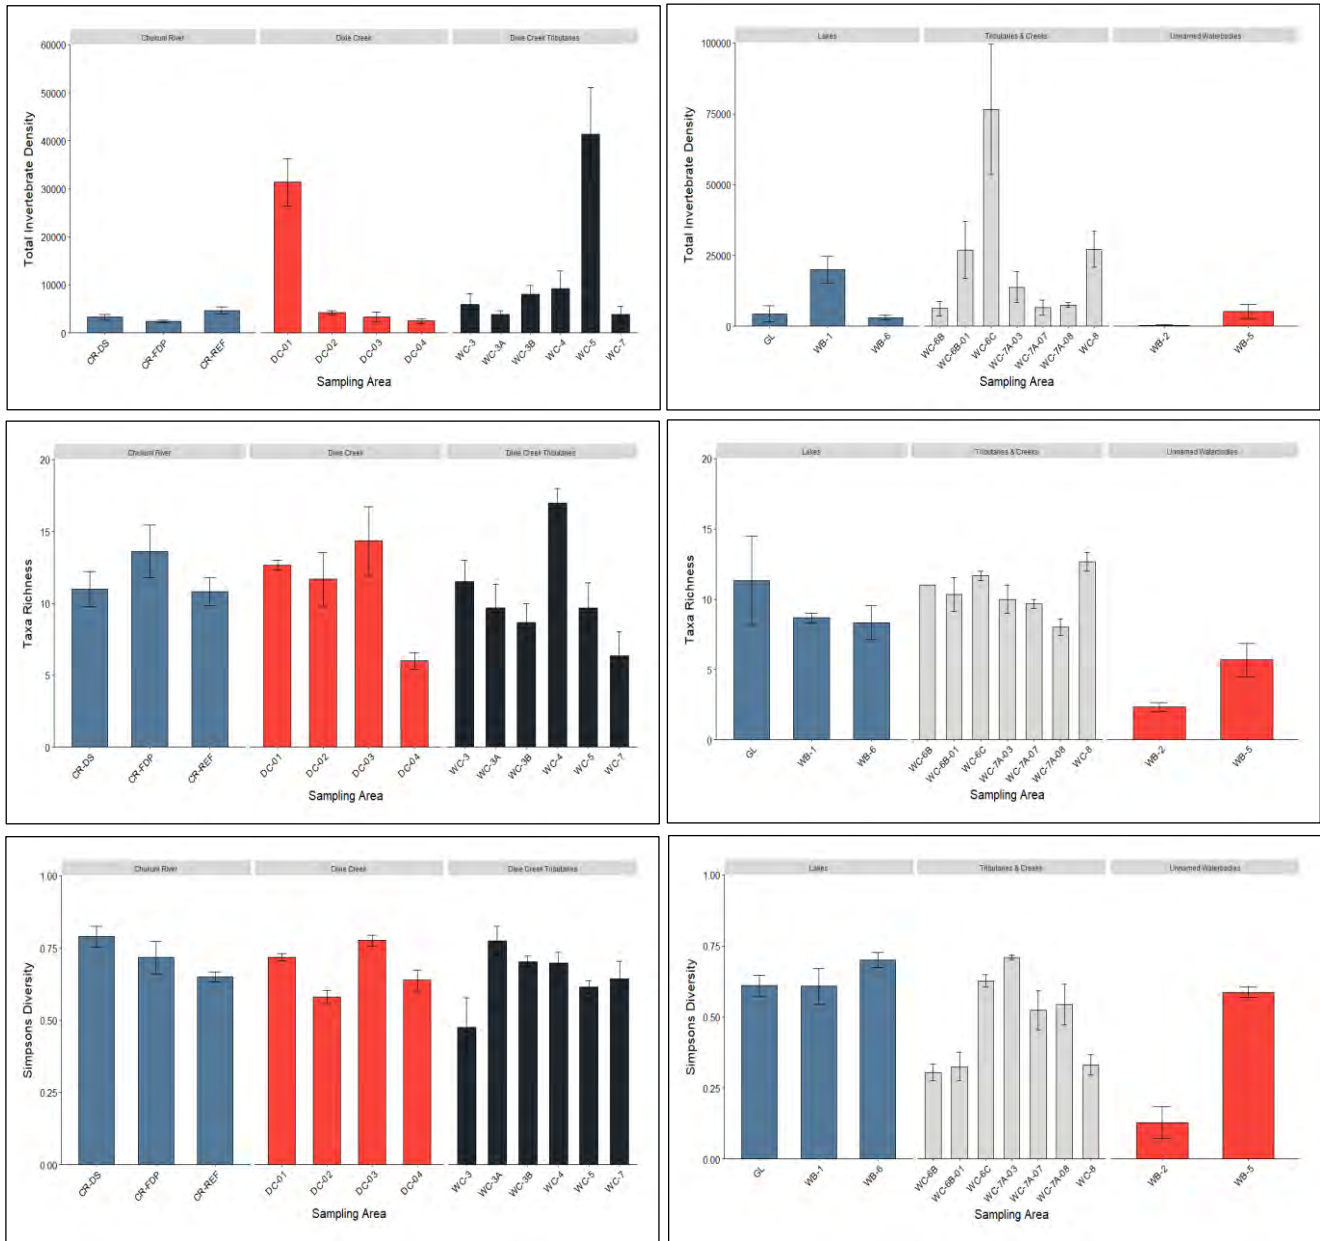 Chukuni River Dixie Creek Dixie Creek Tributaries
60000
50000
40000
30000
20000
10000
0
Total Invertebrate Density
CR-DS CR-FDP CR-REF DC-01 DC-02 DC-03 DC-04 WC-3 WC-3A WC-3B WC-4 WC-5 WC-7
Sampling Area
Lakes Tributaries & Creeks Unnamed Waterbodies
100000
75000
50000
25000
0
Total Invertebrate Density
GL WB-1 WB-6 WC-6B WC-6B-01 WC-6C WC-7A-03 WC-7A-07 WC-7A-08 WC-8 WB-2 WB-5
Sampling Area
Chukuni River Dixie Creek Dixie Creek Tributaries
20
15
10
5
0
Taxa Richness
CR-DS CR-FDP CR-REF DC-01 DC-02 DC-03 DC-04 WC-3 WC-3A WC-3B WC-4 WC-5 WC-7
Sampling Area
Lakes Tributaries & Creeks Unnamed Waterbodies
20
15
10
5
0
Taxa Richness
GL WB-1 WB-6 WC-6B WC-6B-01 WC-6C WC-7A-03 WC-7A-07 WC-7A-08 WC-8 WB-2 WB-5
Sampling Area
Chukuni River Dixie Creek Dixie Creek Tributaries
1.00
0.75
0.50
0.25
0.00
Simpsons Diversity
CR-DS CR-FDP CR-REF DC-01 DC-02 DC-03 DC-04 WC-3 WC-3A WC-3B WC-4 WC-5 WC-7
Sampling Area
Lakes Tributaries & Creeks Unnamed Waterbodies
1.00
0.75
0.50
0.25
0.00
Simpsons Diversity
GL WB-1 WB-6 WC-6B WC-6B-01 WC-6C WC-7A-03 WC-7A-07 WC-7A-08 WC-8 WB-2 WB-5
Sampling Area